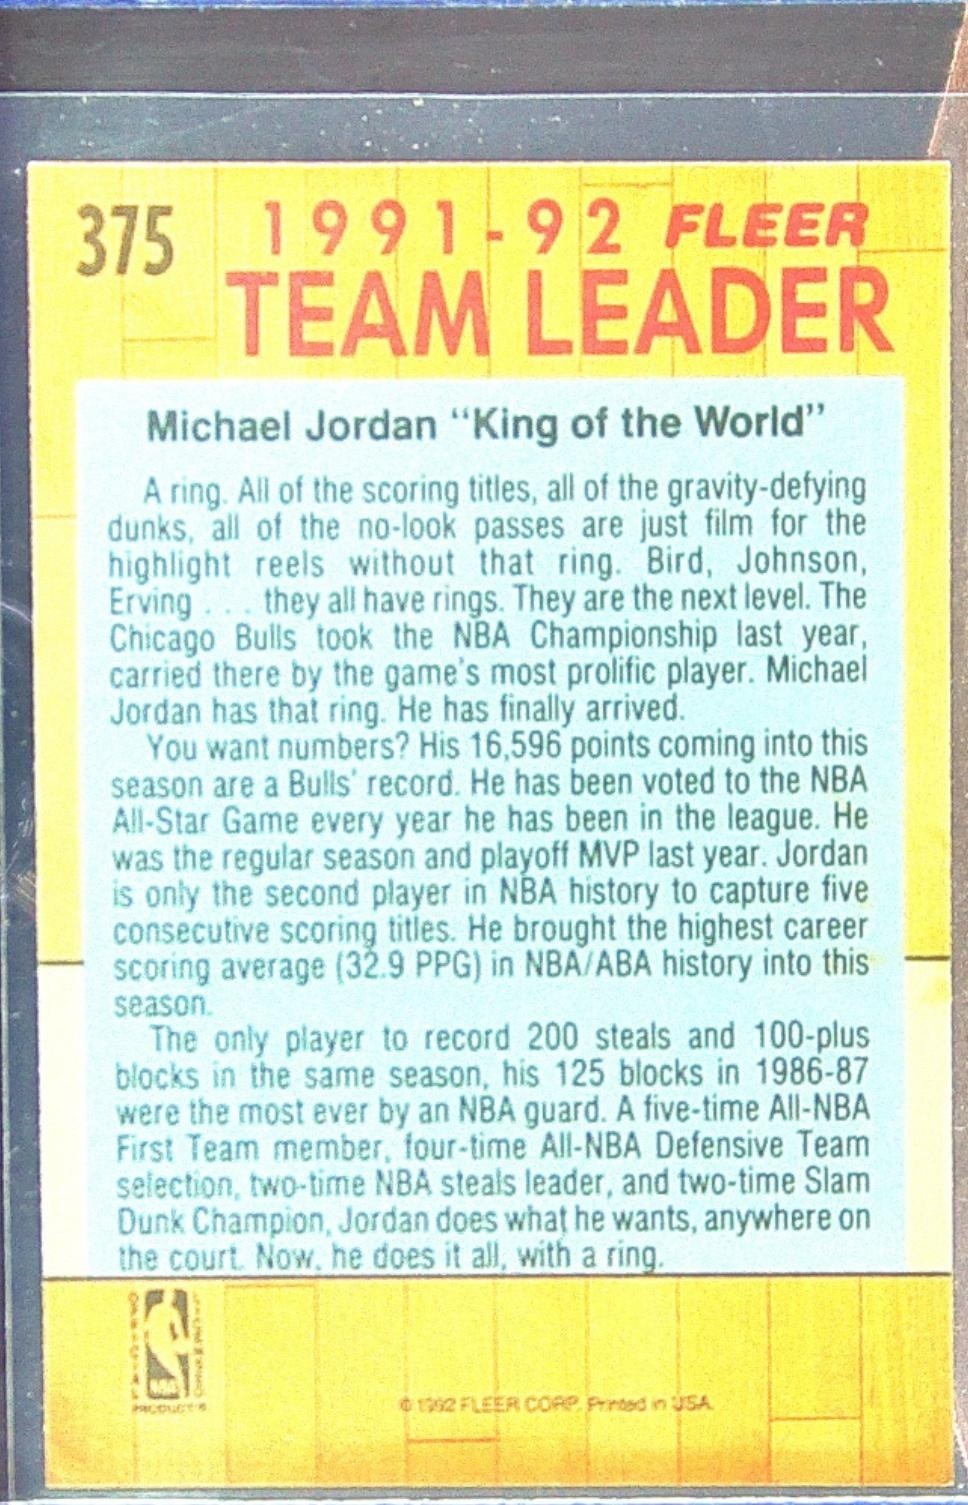 375
1991-92 FLEER
TEAM LEADER
Michael Jordan "King of the World"
A ring. All of the scoring titles, all of the gravity-defying
dunks, all of the no-look passes are just film for the
highlight reels without that ring. Bird, Johnson,
Erving . . . they all have rings. They are the next level. The
Chicago Bulls took the NBA Championship last year,
carried there by the game's most prolific player. Michael
Jordan has that ring. He has finally arrived.
You want numbers? His 16,596 points coming into this
season are a Bulls' record. He has been voted to the NBA
All-Star Game every year he has been in the league. He
was the regular season and playoff MVP last year. Jordan
is only the second player in NBA history to capture five
consecutive scoring titles. He brought the highest career
scoring average (32.9 PPG) in NBA/ABA history into this
season.
The only player to record 200 steals and 100-plus
blocks in the same season, his 125 blocks in 1986-87
were the most ever by an NBA guard. A five-time All-NBA
First Team member, four-time All-NBA Defensive Team
selection, two-time NBA steals leader, and two-time Slam
Dunk Champion, Jordan does what he wants, anywhere on
the court. Now, he does it all, with a ring.
NBA
PRODUCTS
© 1992 FLEER CORP. Printed in USA.